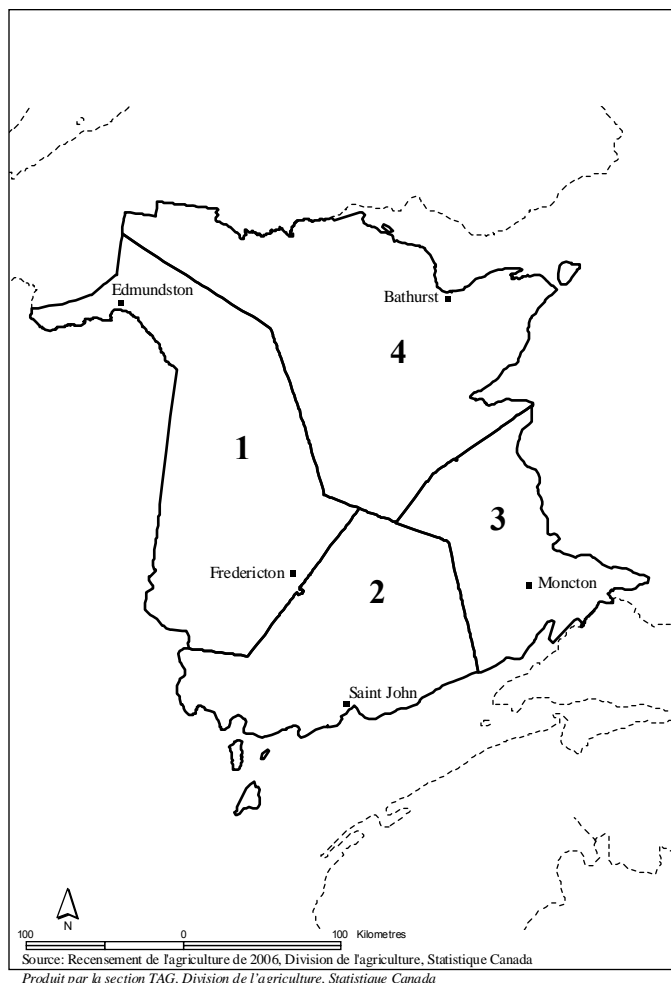 Edmundston
Bathurst
4
1
3
Fredericton
Moncton
2
Saint John
N
100 0 100 Kilometres
Source: Recensement de l'agriculture de 2006, Division de l'agriculture, Statistique Canada
Produit par la section TAG, Division de l'agriculture, Statistique Canada